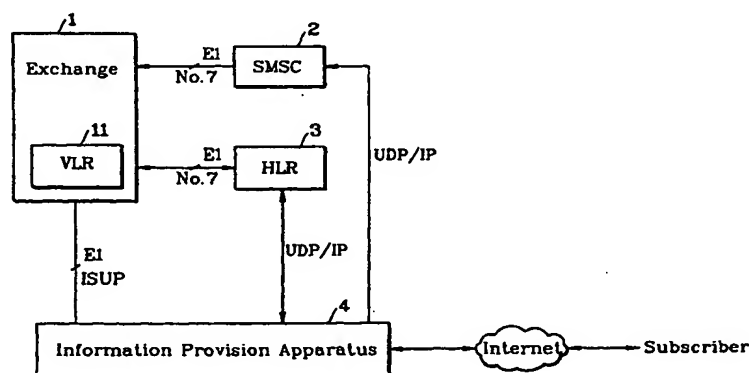 1
Exchange
E1
No.7
2
SMSC
11
VLR
E1
No.7
3
HLR
UDP/IP
UDP/IP
E1
ISUP
4
Information Provision Apparatus
Internet
Subscriber